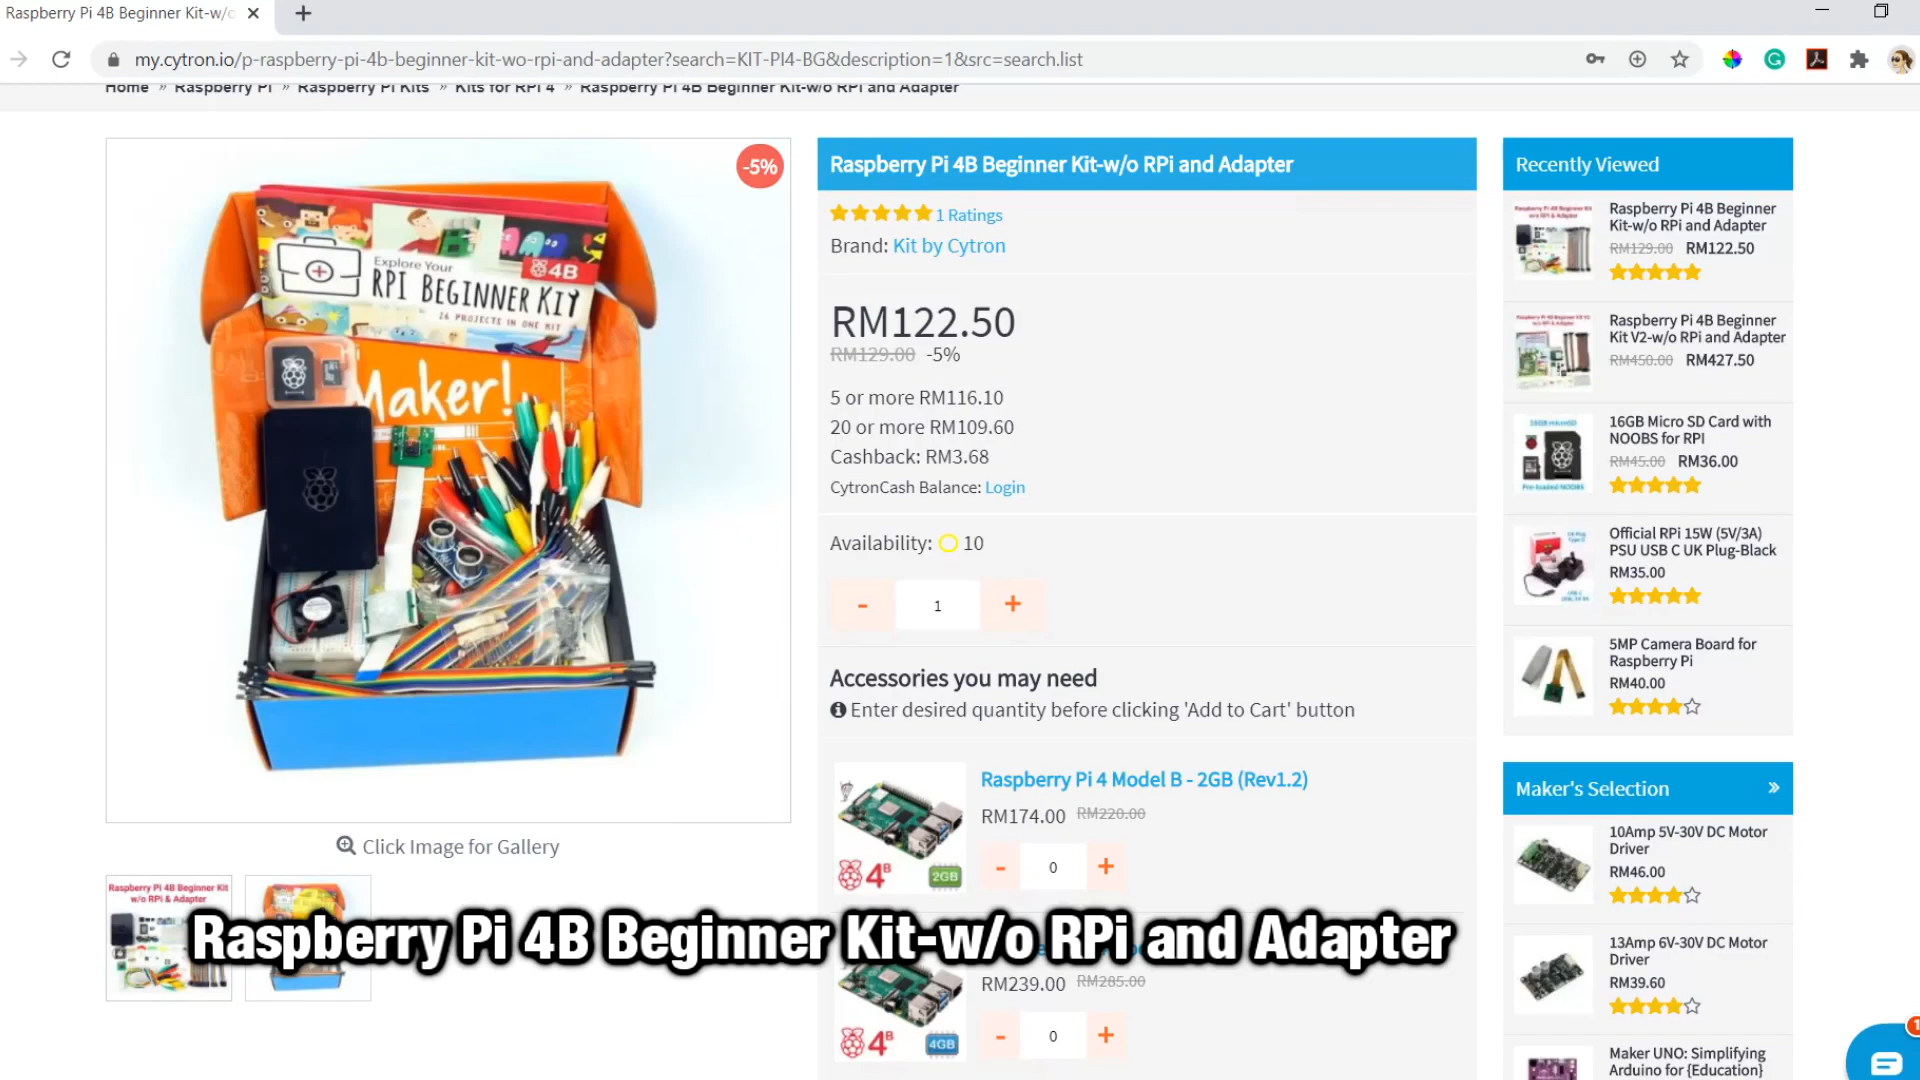 Raspberry Pi 4B Beginner Kit-w/o
my.cytron.io/p-raspberry-pi-4b-beginner-kit-wo-rpi-and-adapter?search=KIT-PI4-BG&description=1&src=search.list
Home » Raspberry Pi » Raspberry Pi Kits » Kits for RPi 4 » Raspberry Pi 4B Beginner Kit-w/o RPi and Adapter
-5%
Explore Your
4B
RPI BEGINNER KIT
16 PROJECTS IN ONE KIT
Maker!
Click Image for Gallery
Raspberry Pi 4B Beginner Kit
w/o RPi & Adapter
Raspberry Pi 4B Beginner Kit-w/o RPi and Adapter
1 Ratings
Brand: Kit by Cytron
RM122.50
RM129.00 -5%
5 or more RM116.10
20 or more RM109.60
Cashback: RM3.68
CytronCash Balance: Login
Availability: 10
- 1 +
Accessories you may need
Enter desired quantity before clicking 'Add to Cart' button
Raspberry Pi 4 Model B - 2GB (Rev1.2)
RM174.00 RM220.00
- 0 +
4B
2GB
RM239.00 RM285.00
- 0 +
4B
4GB
Raspberry Pi 4B Beginner Kit-w/o RPi and Adapter
Recently Viewed
Raspberry Pi 4B Beginner
Kit-w/o RPi and Adapter
RM129.00 RM122.50
Raspberry Pi 4B Beginner
Kit V2-w/o RPi and Adapter
RM450.00 RM427.50
16GB Micro SD Card with
NOOBS for RPI
RM45.00 RM36.00
Official RPi 15W (5V/3A)
PSU USB C UK Plug-Black
RM35.00
5MP Camera Board for
Raspberry Pi
RM40.00
Maker's Selection
10Amp 5V-30V DC Motor
Driver
RM46.00
13Amp 6V-30V DC Motor
Driver
RM39.60
Maker UNO: Simplifying
Arduino for {Education}
1